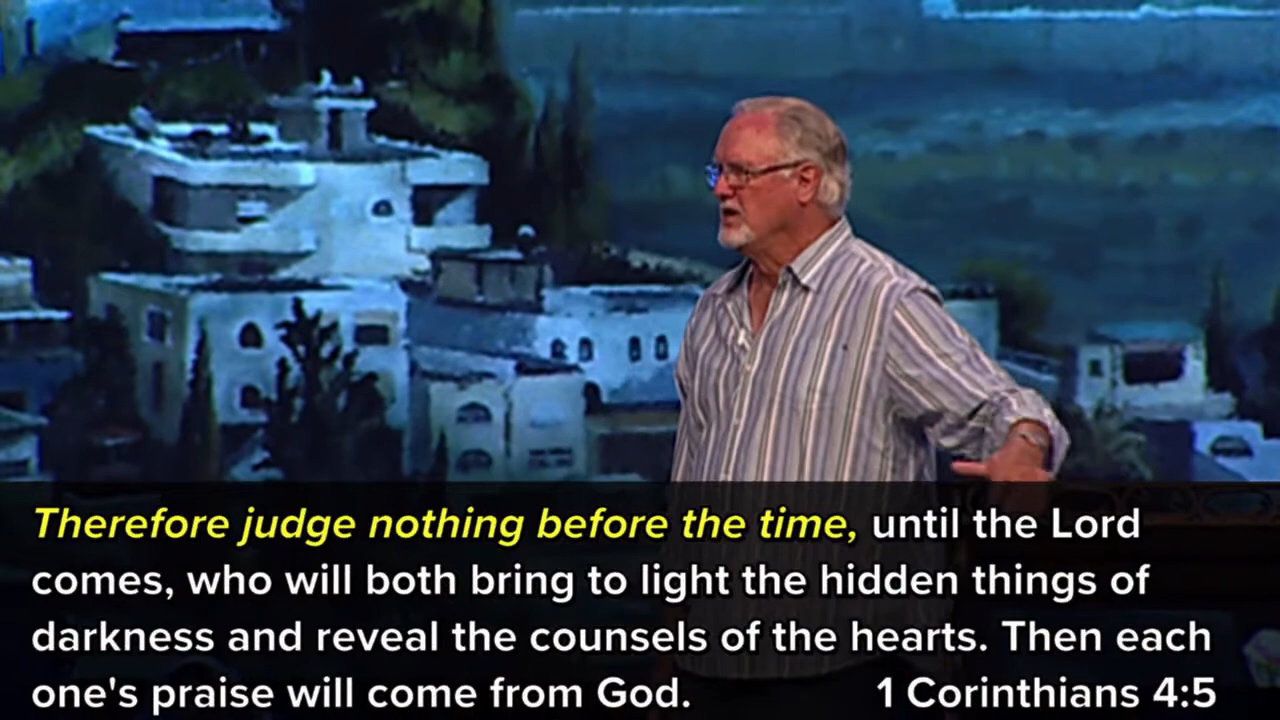 Therefore judge nothing before the time, until the Lord
comes, who will both bring to light the hidden things of
darkness and reveal the counsels of the hearts. Then each
one's praise will come from God. 1 Corinthians 4:5